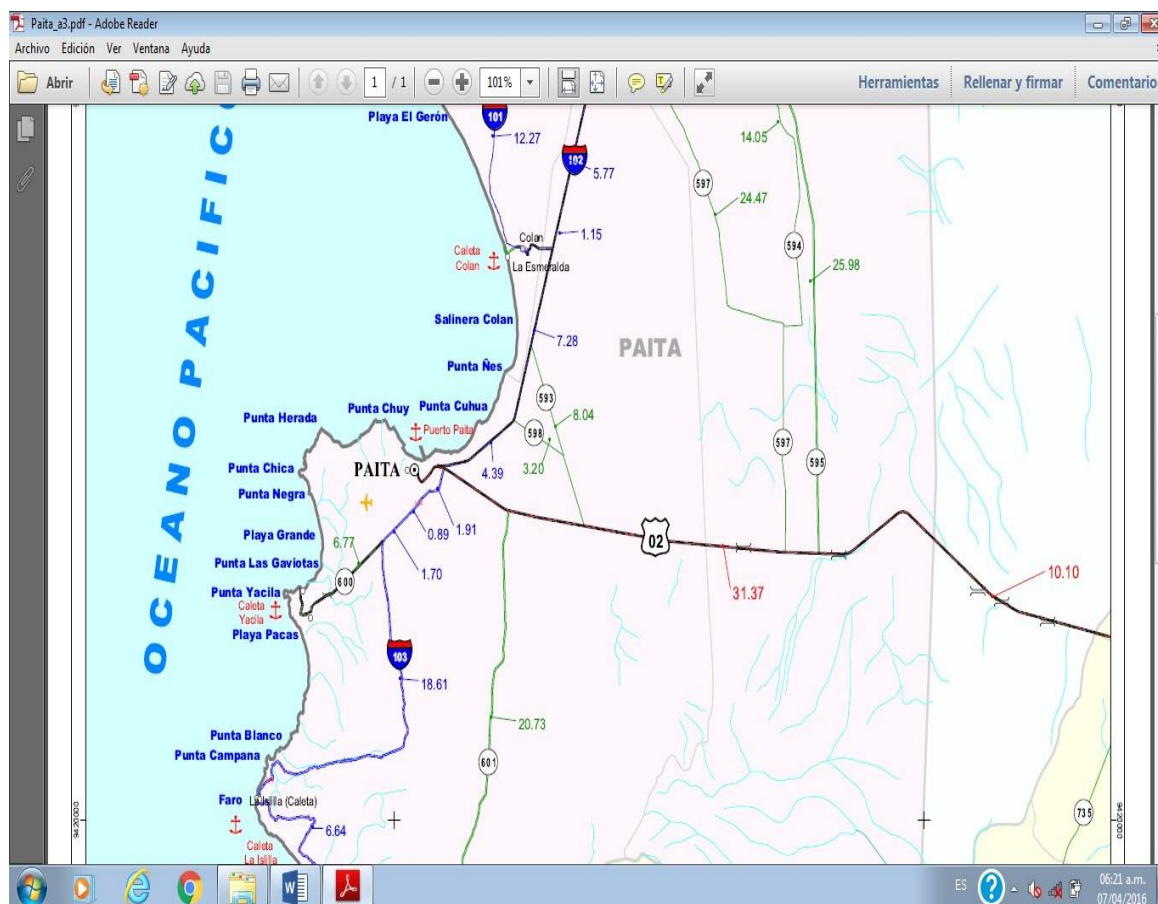 Paita_a3.pdf - Adobe Reader
Archivo Edición Ver Ventana Ayuda
Abrir
1 / 1
101%
Herramientas
Rellenar y firmar
Comentario
OCEANO PACIFICO
Playa El Gerón
101
12.27
102
5.77
14.05
597
24.47
594
25.98
1.15
Colan
Caleta
Colan
La Esmeralda
Salinera Colan
7.28
PAITA
Punta Ñes
593
8.04
Punta Herada
Punta Chuy
Punta Cuhua
Puerto Paita
598
3.20
597
595
Punta Chica
PAITA
4.39
Punta Negra
Playa Grande
6.77
0.89
1.91
02
Punta Las Gaviotas
1.70
600
31.37
10.10
Punta Yacila
Caleta
Yacila
Playa Pacas
103
18.61
20.73
Punta Blanco
Punta Campana
601
Faro
La Islilla (Caleta)
6.64
735
9420000
9420000
Caleta
La Islilla
ES
06:21 a.m.
07/04/2016